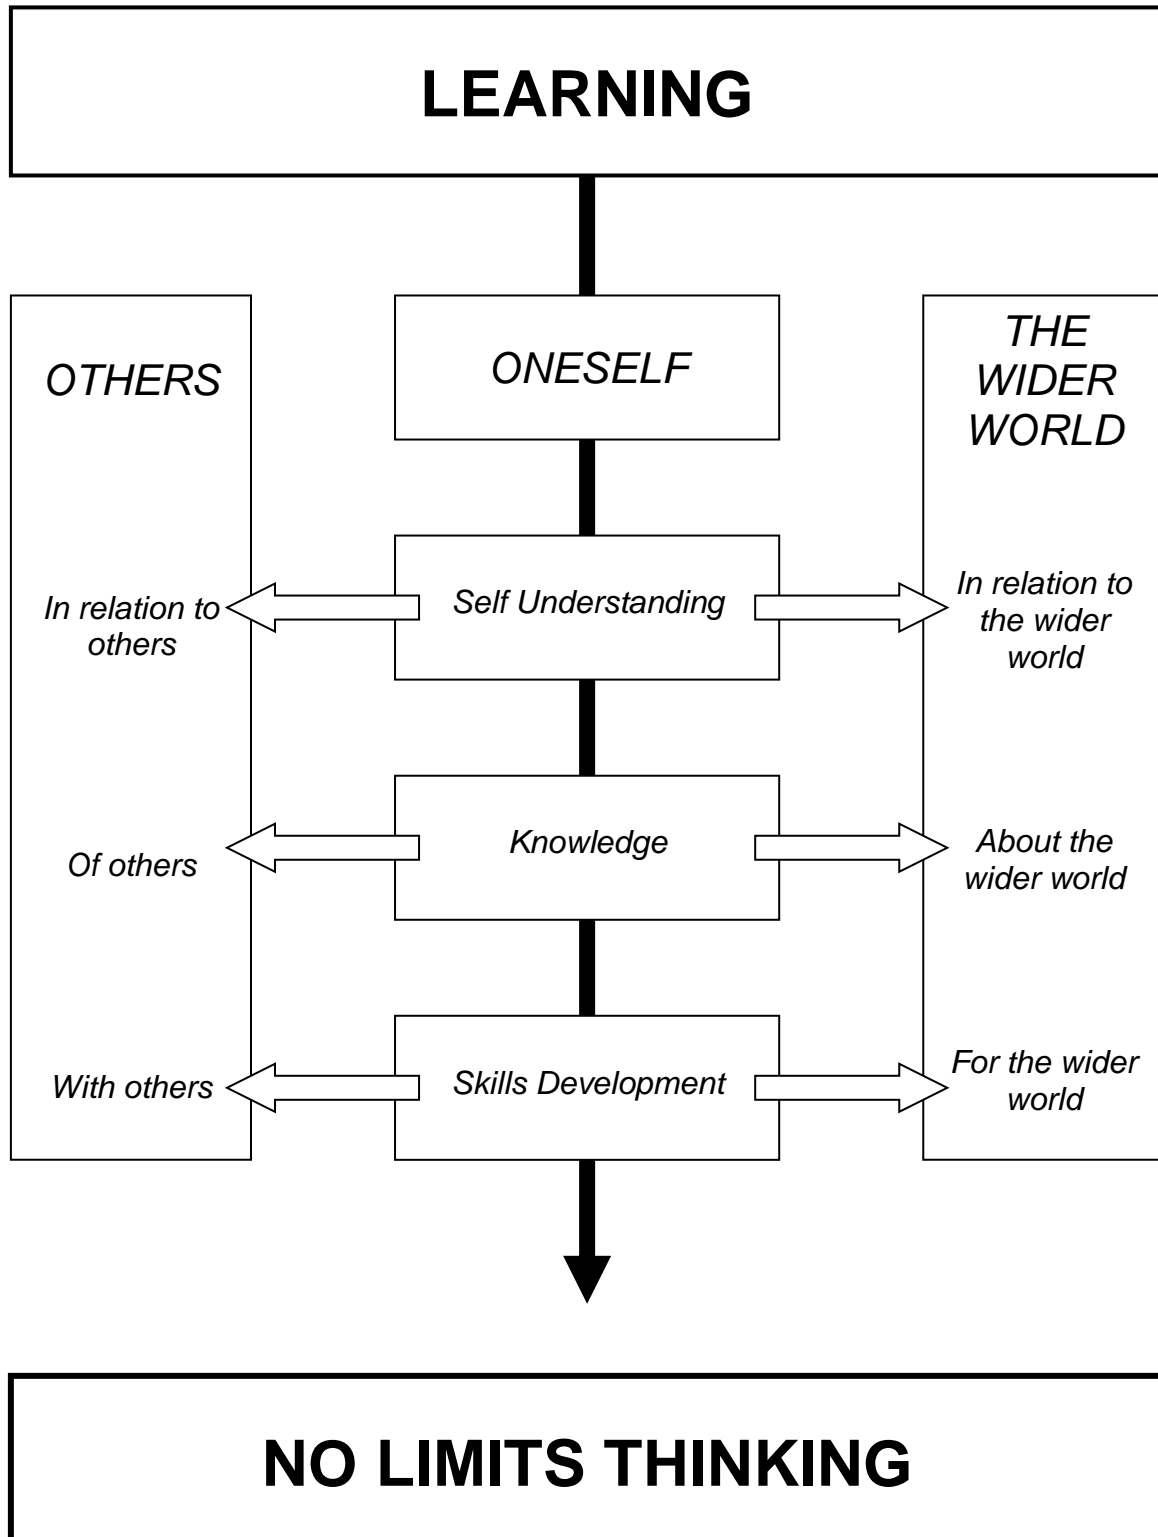 LEARNING
OTHERS
ONESELF
THE
WIDER
WORLD
In relation to
others
Self Understanding
In relation to
the wider
world
Of others
Knowledge
About the
wider world
With others
Skills Development
For the wider
world
NO LIMITS THINKING